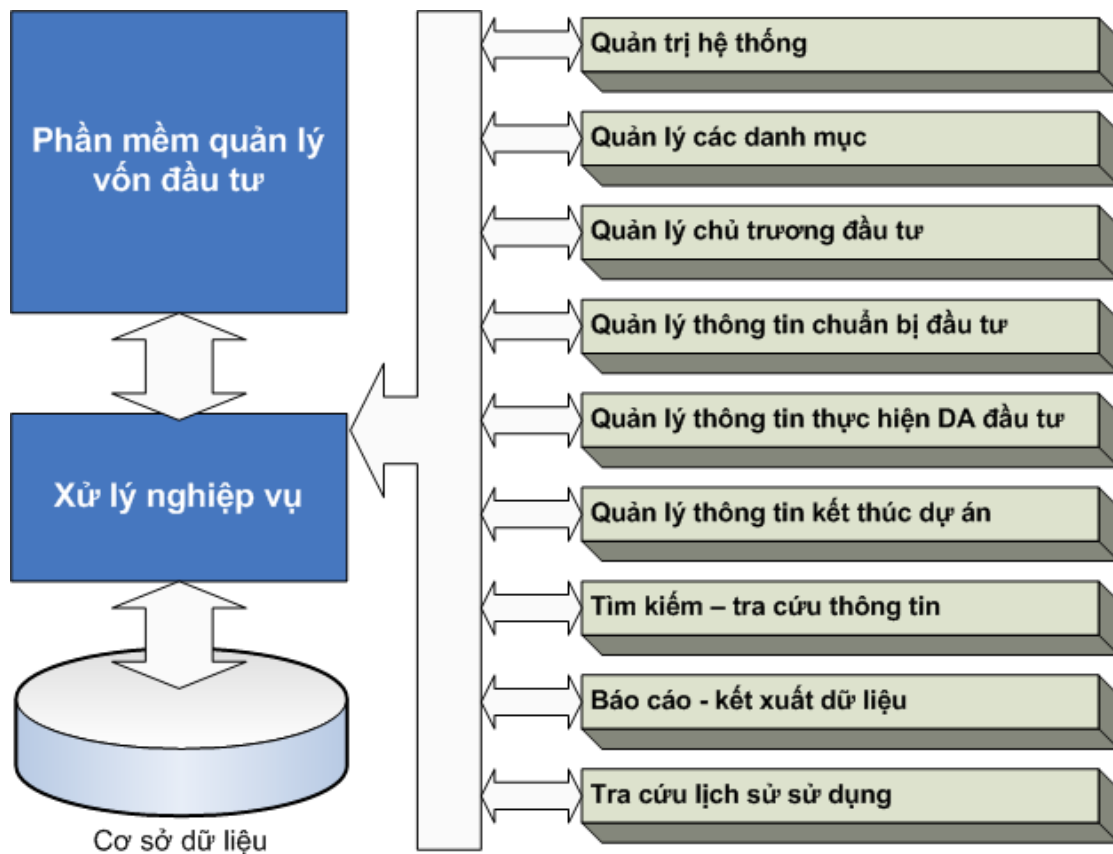 Phần mềm quản lý
vốn đầu tư
Xử lý nghiệp vụ
Cơ sở dữ liệu
Quản trị hệ thống
Quản lý các danh mục
Quản lý chủ trương đầu tư
Quản lý thông tin chuẩn bị đầu tư
Quản lý thông tin thực hiện DA đầu tư
Quản lý thông tin kết thúc dự án
Tìm kiếm – tra cứu thông tin
Báo cáo - kết xuất dữ liệu
Tra cứu lịch sử sử dụng